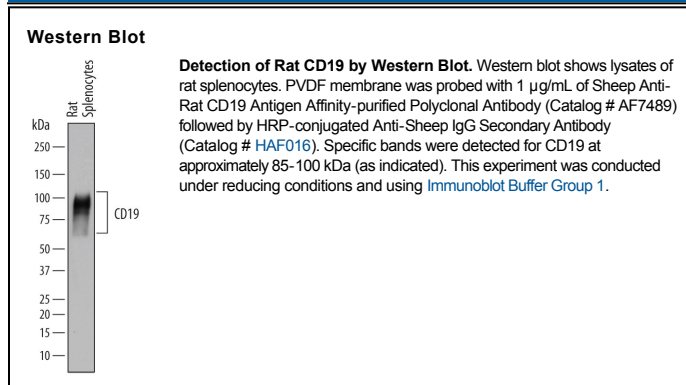 Western Blot
Rat
Splenocytes
kDa
250
150
100
75
50
37
25
20
15
10
CD19
Detection of Rat CD19 by Western Blot. Western blot shows lysates of
rat splenocytes. PVDF membrane was probed with 1 µg/mL of Sheep Anti-
Rat CD19 Antigen Affinity-purified Polyclonal Antibody (Catalog # AF7489)
followed by HRP-conjugated Anti-Sheep IgG Secondary Antibody
(Catalog # HAF016). Specific bands were detected for CD19 at
approximately 85-100 kDa (as indicated). This experiment was conducted
under reducing conditions and using Immunoblot Buffer Group 1.